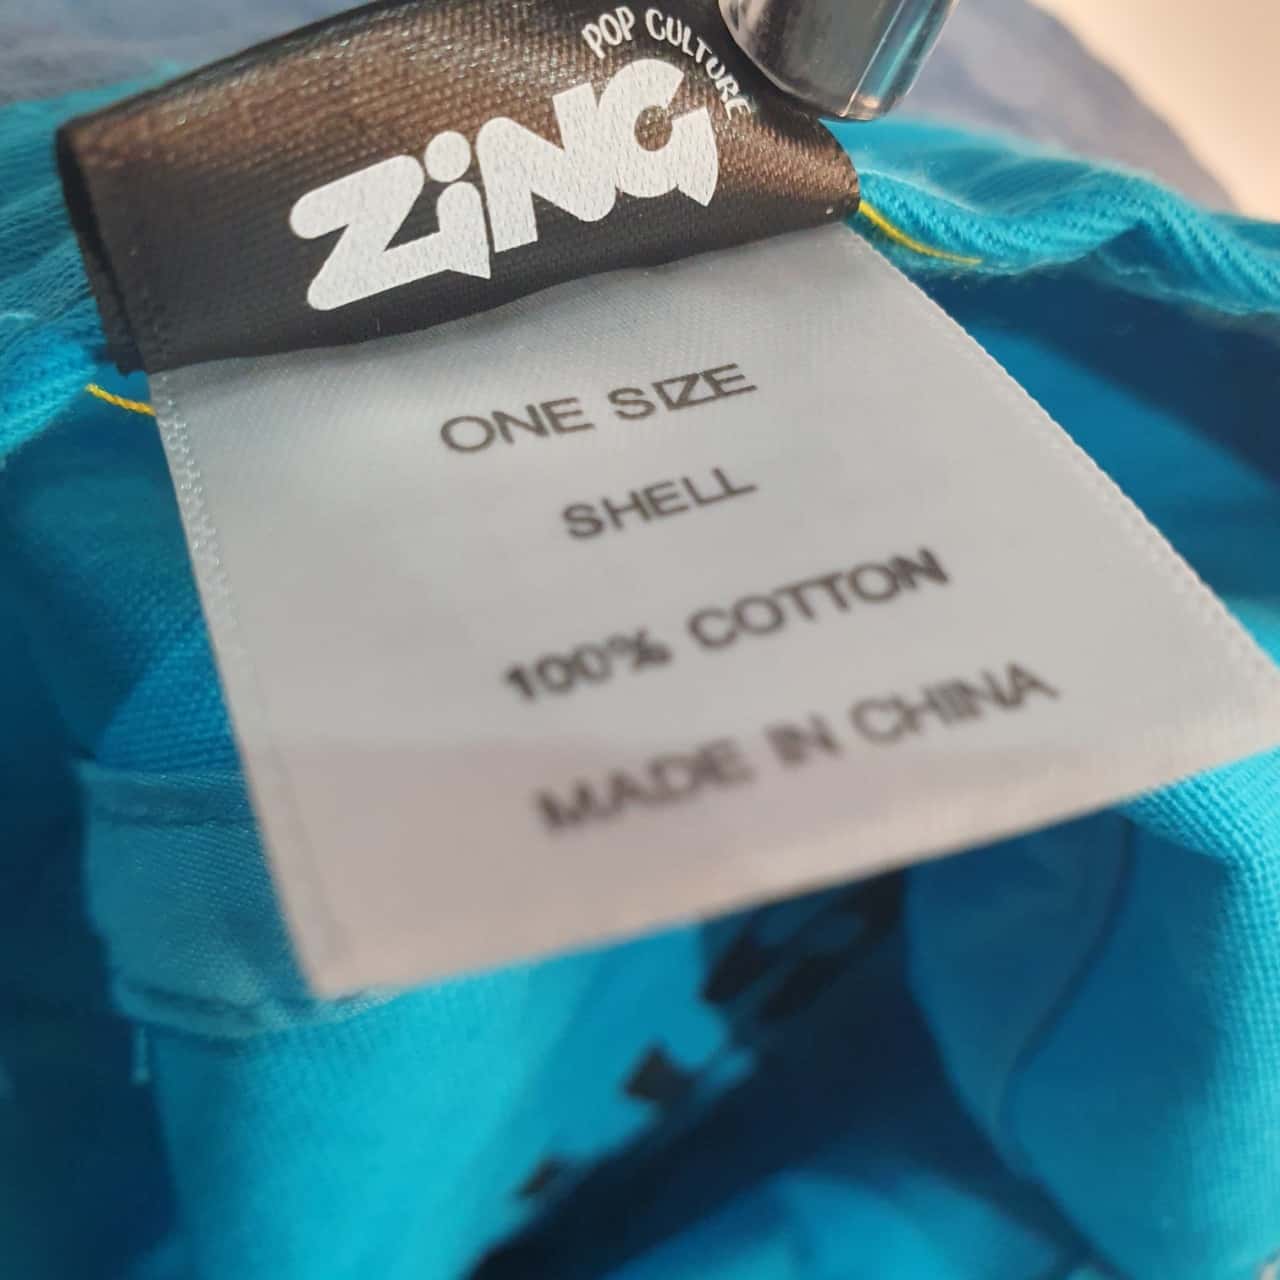 POP CULTURE
ZiNG
ONE SIZE
SHELL
100% COTTON
MADE IN CHINA